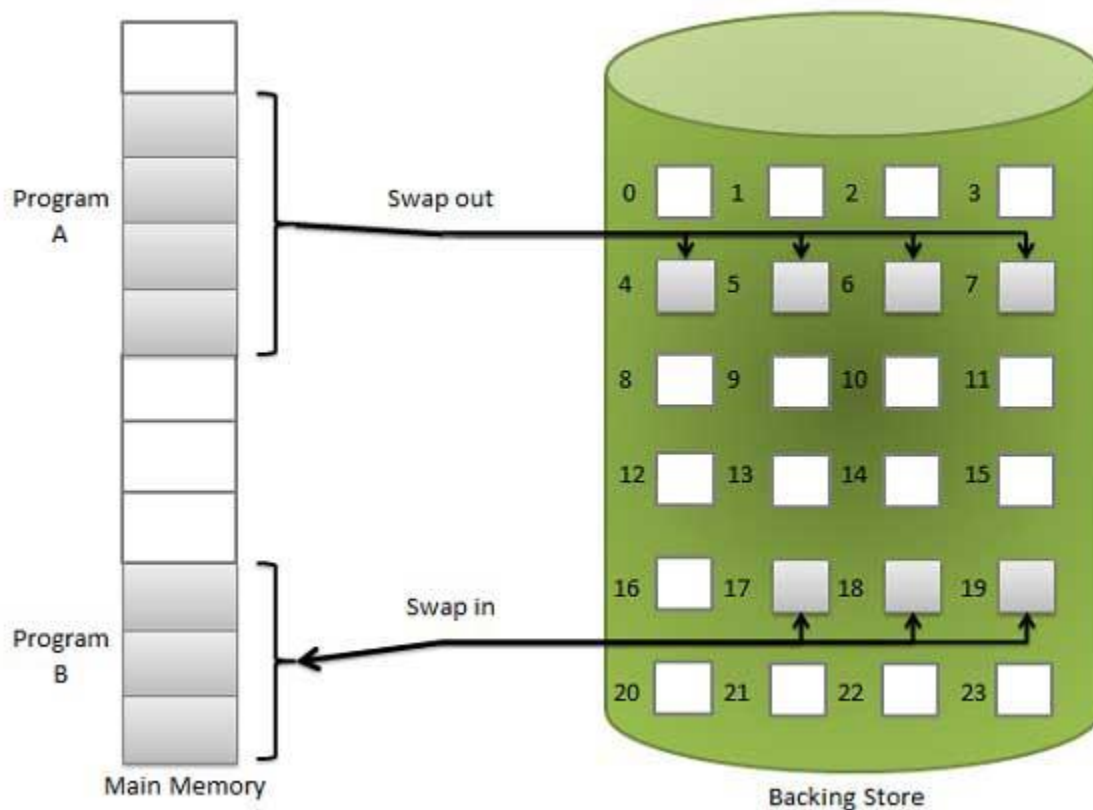 Program
A
Swap out
0 1 2 3
4 5 6 7
8 9 10 11
12 13 14 15
Program
B
Swap in
16 17 18 19
20 21 22 23
Main Memory
Backing Store